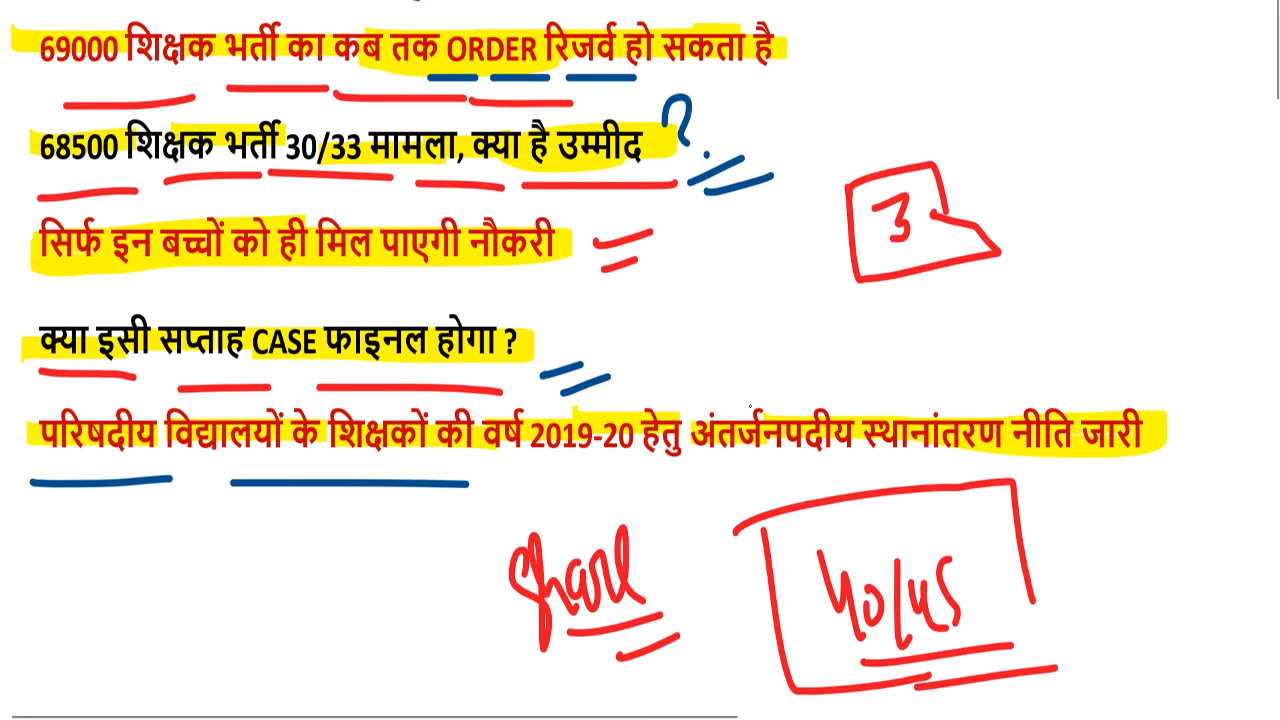 69000 शिक्षक भर्ती का कब तक ORDER रिजर्व हो सकता है
68500 शिक्षक भर्ती 30/33 मामला, क्या है उम्मीद ?
सिर्फ इन बच्चों को ही मिल पाएगी नौकरी
3
क्या इसी सप्ताह CASE फाइनल होगा ?
परिषदीय विद्यालयों के शिक्षकों की वर्ष 2019-20 हेतु अंतर्जनपदीय स्थानांतरण नीति जारी
Share
40/45